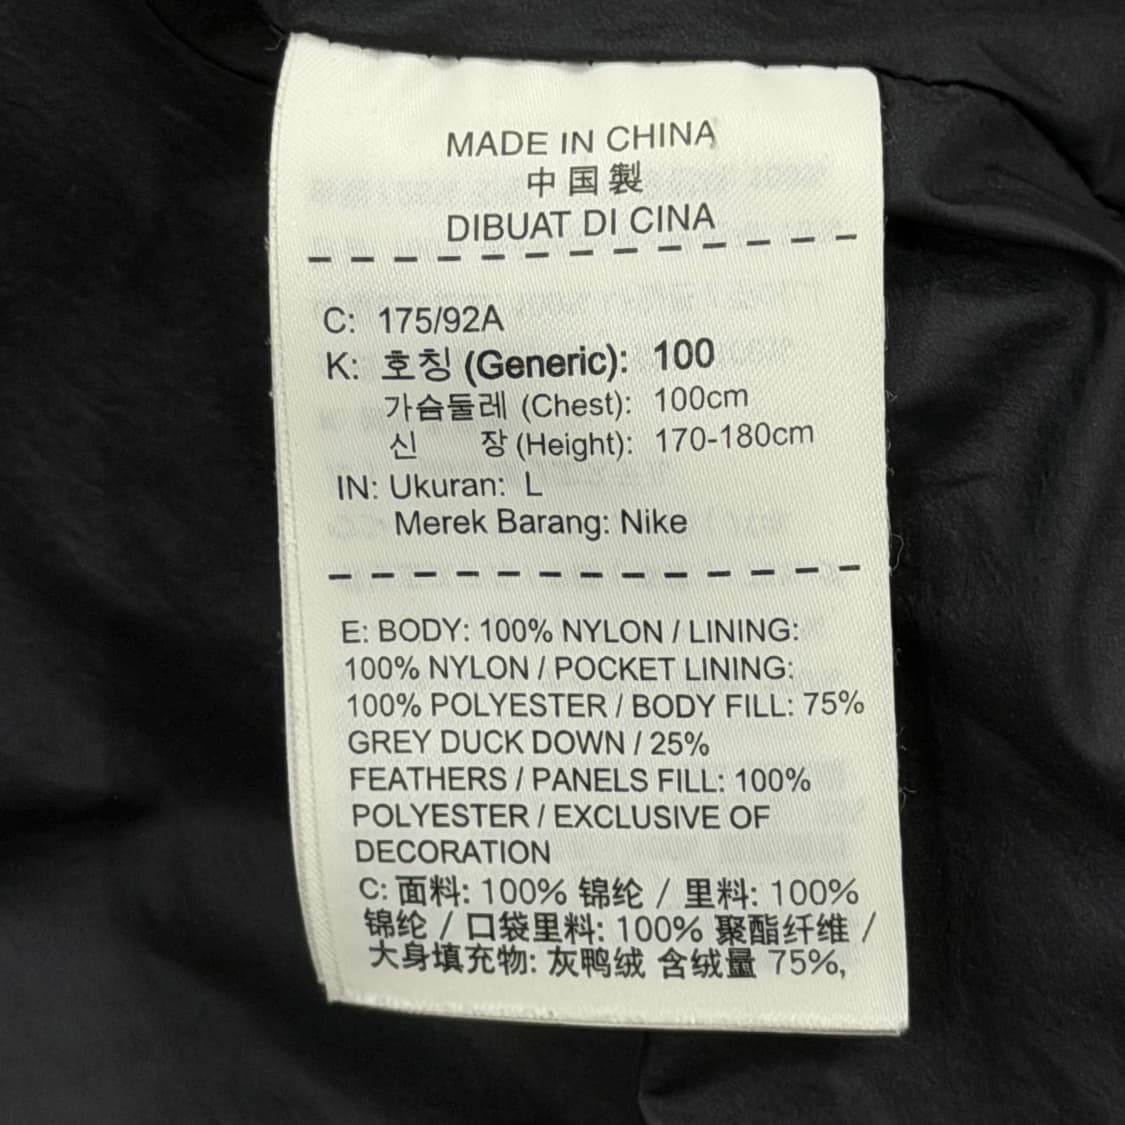 MADE IN CHINA
中国製
DIBUAT DI CINA
C: 175/92A
K: 호칭 (Generic): 100
가슴둘레 (Chest): 100cm
신 장 (Height): 170-180cm
IN: Ukuran: L
Merek Barang: Nike
E: BODY: 100% NYLON / LINING:
100% NYLON / POCKET LINING:
100% POLYESTER / BODY FILL: 75%
GREY DUCK DOWN / 25%
FEATHERS / PANELS FILL: 100%
POLYESTER / EXCLUSIVE OF
DECORATION
C: 面料: 100% 锦纶 / 里料: 100%
锦纶 / 口袋里料: 100% 聚酯纤维 /
大身填充物: 灰鸭绒 含绒量 75%,